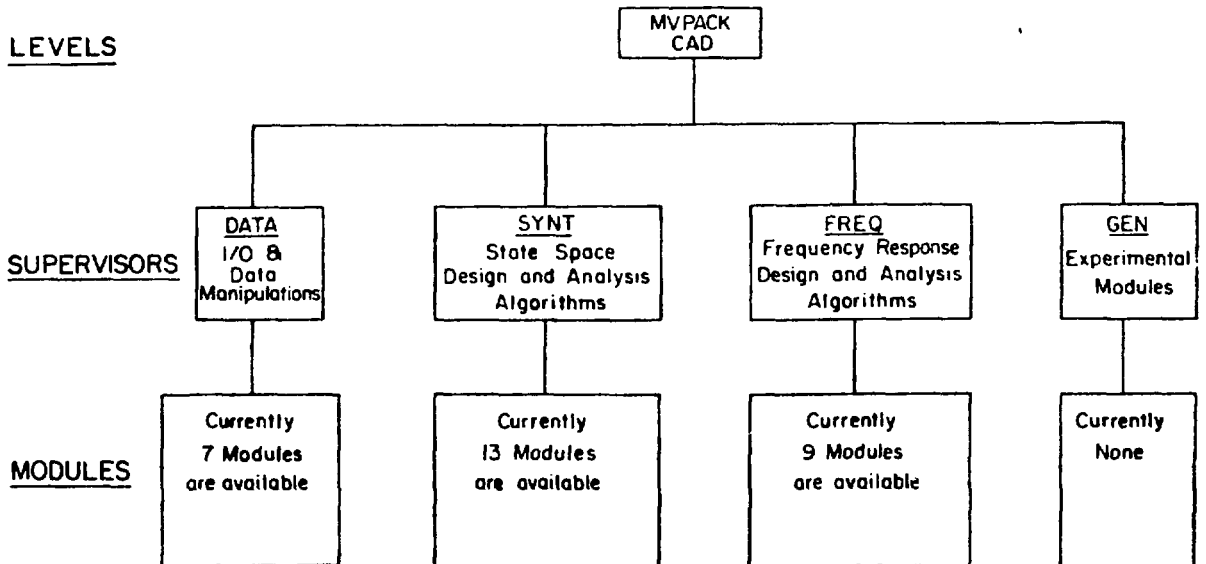 MVPACK
CAD
LEVELS
SUPERVISORS
DATA
I/O &
Data
Manipulations
SYNT
State Space
Design and Analysis
Algorithms
FREQ
Frequency Response
Design and Analysis
Algorithms
GEN
Experimental
Modules
MODULES
Currently
7 Modules
are available
Currently
13 Modules
are available
Currently
9 Modules
are available
Currently
None